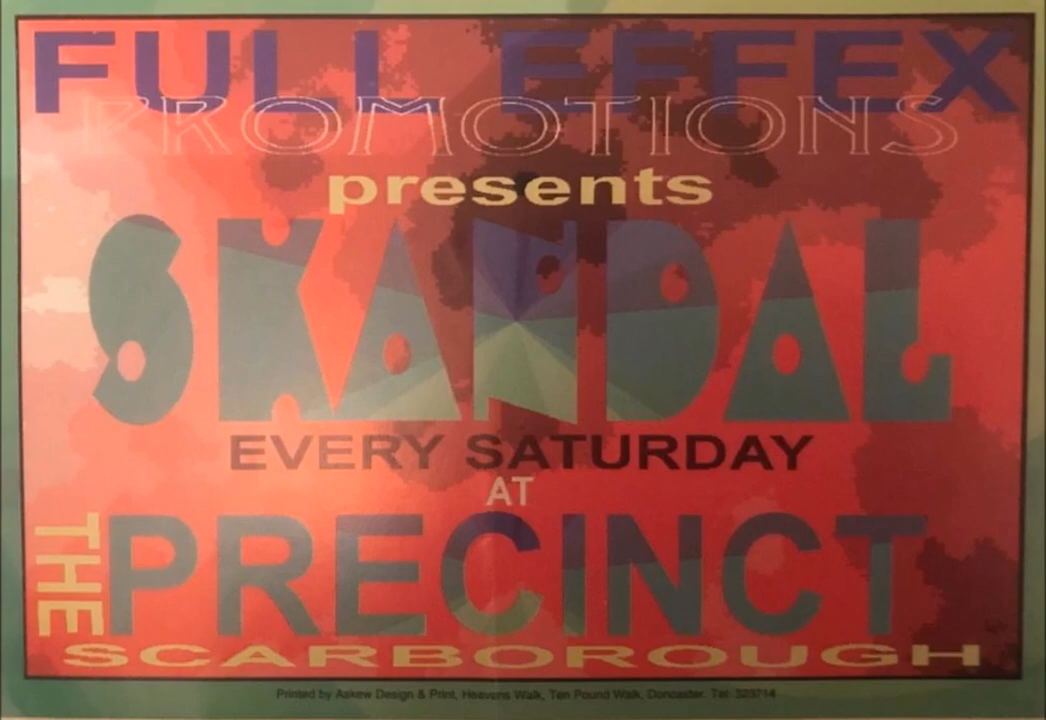 FULL EFFEX
PROMOTIONS
presents
SKANDAL
EVERY SATURDAY
AT
THE PRECINCT
SCARBOROUGH
Printed by Askew Design & Print, Heavens Walk, Ten Pound Walk, Doncaster. Tel: 323714